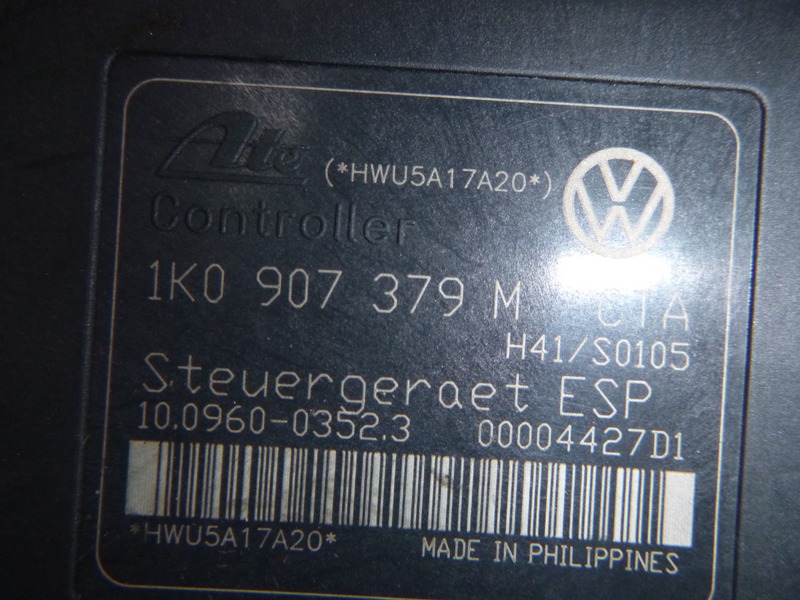 Ate (*HWU5A17A20*)
Controller
1K0 907 379 M CTA
H41/S0105
Steuergeraet ESP
10.0960-0352.3 00004427D1
*HWU5A17A20* MADE IN PHILIPPINES